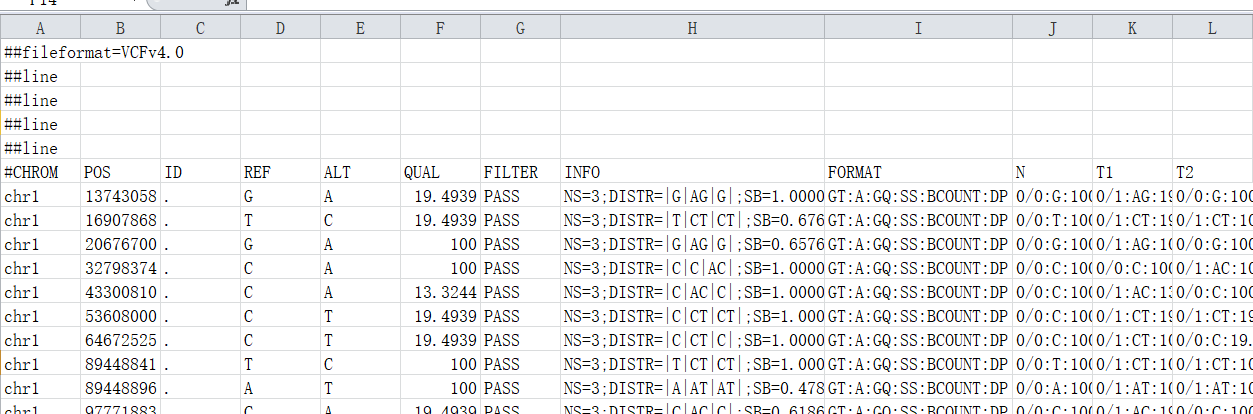 A B C D E F G H I J K L
##fileformat=VCFv4.0
##line
##line
##line
##line
#CHROM POS ID REF ALT QUAL FILTER INFO FORMAT N T1 T2
chr1 13743058 . G A 19.4939 PASS NS=3;DISTR=|G|AG|G|;SB=1.0000 GT:A:GQ:SS:BCOUNT:DP 0/0:G:100 0/1:AG:19 0/0:G:100
chr1 16907868 . T C 19.4939 PASS NS=3;DISTR=|T|CT|CT|;SB=0.676 GT:A:GQ:SS:BCOUNT:DP 0/0:T:100 0/1:CT:19 0/1:CT:10
chr1 20676700 . G A 100 PASS NS=3;DISTR=|G|AG|G|;SB=0.6576 GT:A:GQ:SS:BCOUNT:DP 0/0:G:100 0/1:AG:10 0/0:G:100
chr1 32798374 . C A 100 PASS NS=3;DISTR=|C|C|AC|;SB=1.0000 GT:A:GQ:SS:BCOUNT:DP 0/0:C:100 0/0:C:100 0/1:AC:10
chr1 43300810 . C A 13.3244 PASS NS=3;DISTR=|C|AC|C|;SB=1.0000 GT:A:GQ:SS:BCOUNT:DP 0/0:C:100 0/1:AC:13 0/0:C:100
chr1 53608000 . C T 19.4939 PASS NS=3;DISTR=|C|CT|CT|;SB=1.000 GT:A:GQ:SS:BCOUNT:DP 0/0:C:100 0/1:CT:19 0/1:CT:19
chr1 64672525 . C T 19.4939 PASS NS=3;DISTR=|C|CT|C|;SB=1.0000 GT:A:GQ:SS:BCOUNT:DP 0/0:C:100 0/1:CT:19 0/0:C:19.
chr1 89448841 . T C 100 PASS NS=3;DISTR=|T|CT|CT|;SB=1.000 GT:A:GQ:SS:BCOUNT:DP 0/0:T:100 0/1:CT:10 0/1:CT:10
chr1 89448896 . A T 100 PASS NS=3;DISTR=|A|AT|AT|;SB=0.478 GT:A:GQ:SS:BCOUNT:DP 0/0:A:100 0/1:AT:10 0/1:AT:10
chr1 97771883 . C A 19.4939 PASS NS=3;DISTR=|C|AC|C|;SB=0.6186 GT:A:GQ:SS:BCOUNT:DP 0/0:C:100 0/1:AC:19 0/0:C:100